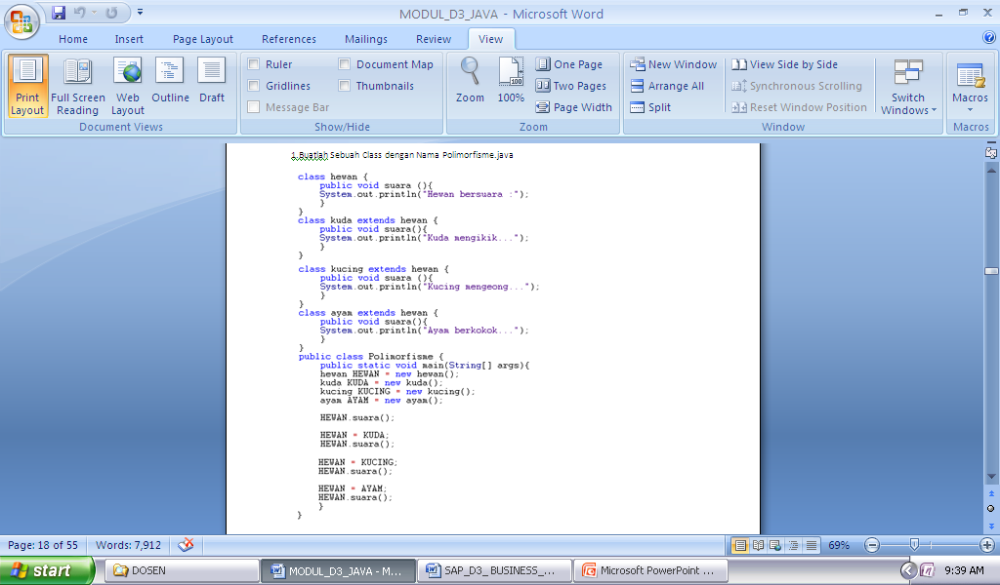 MODUL_D3_JAVA - Microsoft Word
Home Insert Page Layout References Mailings Review View
Ruler Document Map One Page New Window View Side by Side
Gridlines Thumbnails Two Pages Arrange All Synchronous Scrolling
Message Bar Page Width Split Reset Window Position
Print Layout Full Screen Reading Web Layout Outline Draft Zoom 100% Switch Windows Macros
Document Views Show/Hide Zoom Window Macros
1.Buatlah Sebuah Class dengan Nama Polimorfisme.java
class hewan {
public void suara (){
System.out.println("Hewan bersuara :");
}
}
class kuda extends hewan {
public void suara(){
System.out.println("Kuda mengikik...");
}
}
class kucing extends hewan {
public void suara (){
System.out.println("Kucing mengeong...");
}
}
class ayam extends hewan {
public void suara(){
System.out.println("Ayam berkokok...");
}
}
public class Polimorfisme {
public static void main(String[] args){
hewan HEWAN = new hewan();
kuda KUDA = new kuda();
kucing KUCING = new kucing();
ayam AYAM = new ayam();
HEWAN.suara();
HEWAN = KUDA;
HEWAN.suara();
HEWAN = KUCING;
HEWAN.suara();
HEWAN = AYAM;
HEWAN.suara();
}
}
Page: 18 of 55 Words: 7,912 69%
start DOSEN MODUL_D3_JAVA - M... SAP_D3_ BUSINESS_... Microsoft PowerPoint ... 9:39 AM